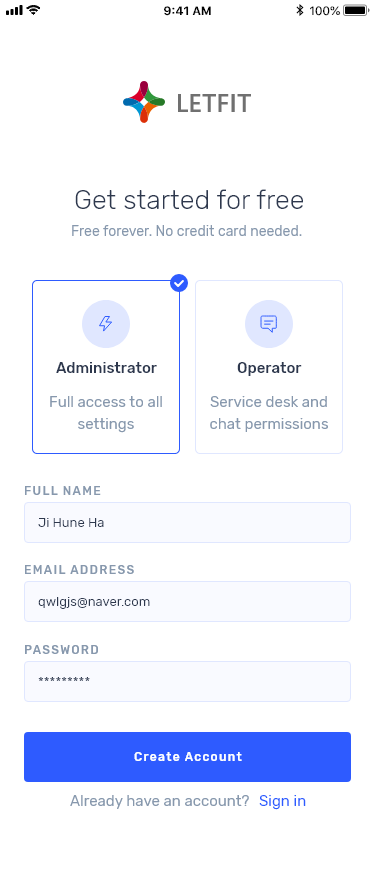 9:41 AM 100%
LETFIT
Get started for free
Free forever. No credit card needed.
Administrator
Full access to all
settings
Operator
Service desk and
chat permissions
FULL NAME
Ji Hune Ha
EMAIL ADDRESS
qwlgjs@naver.com
PASSWORD
*********
Create Account
Already have an account? Sign in